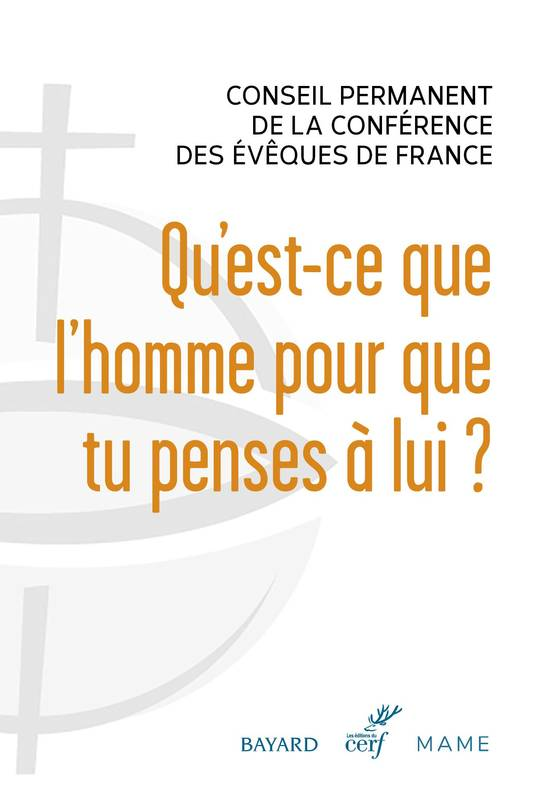 CONSEIL PERMANENT
DE LA CONFÉRENCE
DES ÉVÊQUES DE FRANCE
Qu'est-ce que
l'homme pour que
tu penses à lui ?
BAYARD
Les éditions du
cerf
MAME